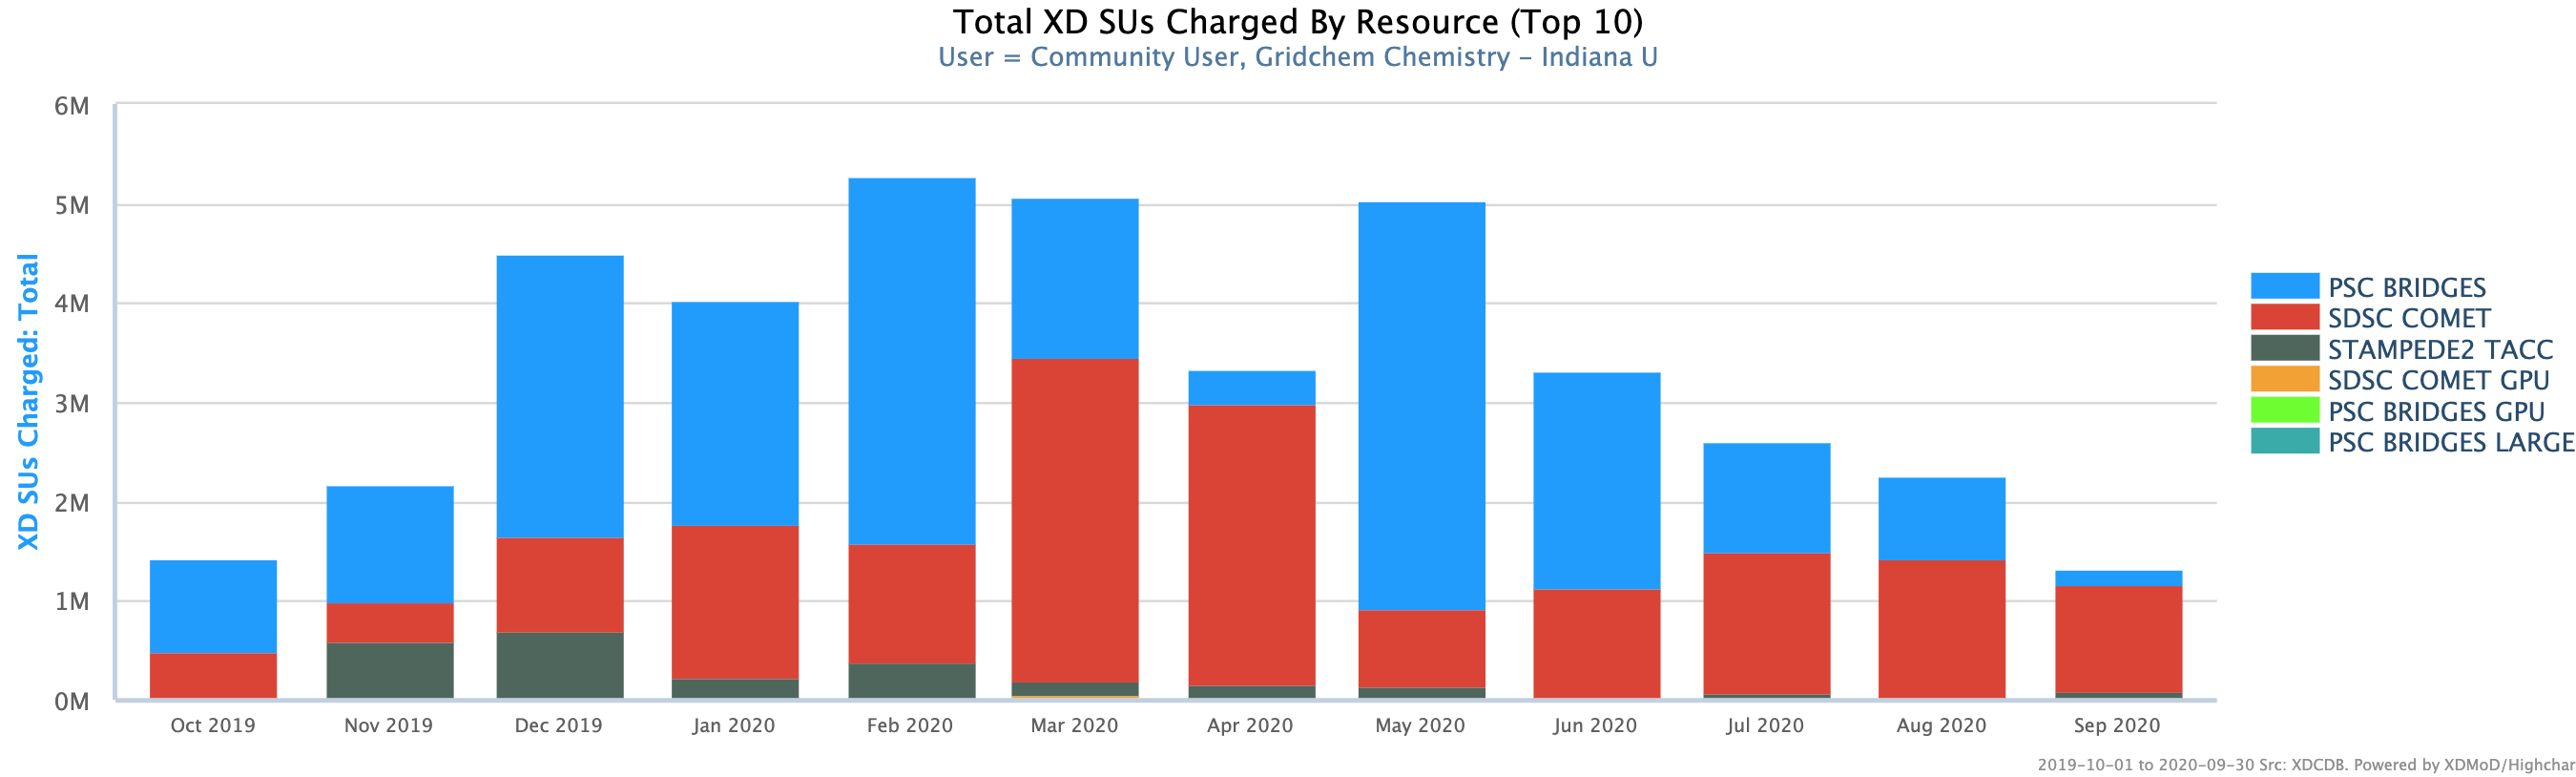 Total XD SUs Charged By Resource (Top 10)
User = Community User, Gridchem Chemistry – Indiana U
XD SUs Charged: Total
6M
5M
4M
3M
2M
1M
0M
Oct 2019
Nov 2019
Dec 2019
Jan 2020
Feb 2020
Mar 2020
Apr 2020
May 2020
Jun 2020
Jul 2020
Aug 2020
Sep 2020
PSC BRIDGES
SDSC COMET
STAMPEDE2 TACC
SDSC COMET GPU
PSC BRIDGES GPU
PSC BRIDGES LARGE
2019-10-01 to 2020-09-30 Src: XDCDB. Powered by XDMoD/Highchar